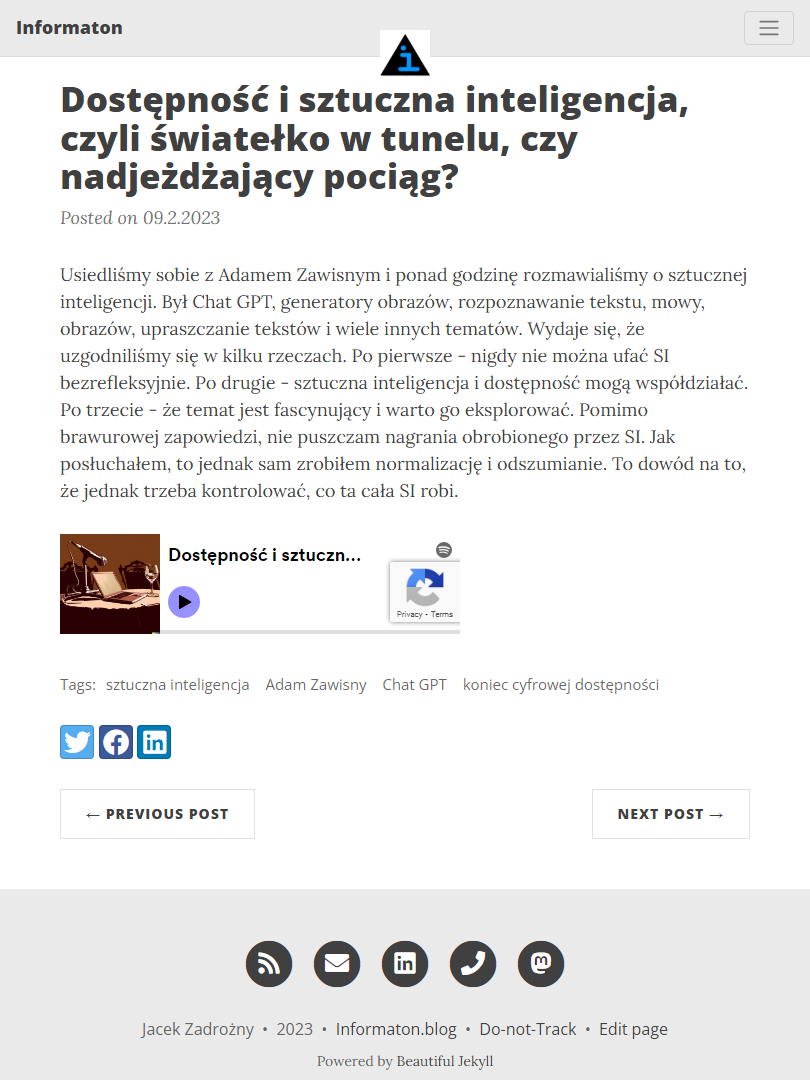 Informaton
Dostępność i sztuczna inteligencja,
czyli światełko w tunelu, czy
nadjeżdżający pociąg?
Posted on 09.2.2023
Usiedliśmy sobie z Adamem Zawisnym i ponad godzinę rozmawialiśmy o sztucznej
inteligencji. Był Chat GPT, generatory obrazów, rozpoznawanie tekstu, mowy,
obrazów, upraszczanie tekstów i wiele innych tematów. Wydaje się, że
uzgodniliśmy się w kilku rzeczach. Po pierwsze - nigdy nie można ufać SI
bezrefleksyjnie. Po drugie - sztuczna inteligencja i dostępność mogą współdziałać.
Po trzecie - że temat jest fascynujący i warto go eksplorować. Pomimo
brawurowej zapowiedzi, nie puszczam nagrania obrobionego przez SI. Jak
posłuchałem, to jednak sam zrobiłem normalizację i odszumianie. To dowód na to,
że jednak trzeba kontrolować, co ta cała SI robi.
Dostępność i sztuczn...
Privacy - Terms
Tags: sztuczna inteligencja Adam Zawisny Chat GPT koniec cyfrowej dostępności
← PREVIOUS POST
NEXT POST →
Jacek Zadrożny • 2023 • Informaton.blog • Do-not-Track • Edit page
Powered by Beautiful Jekyll